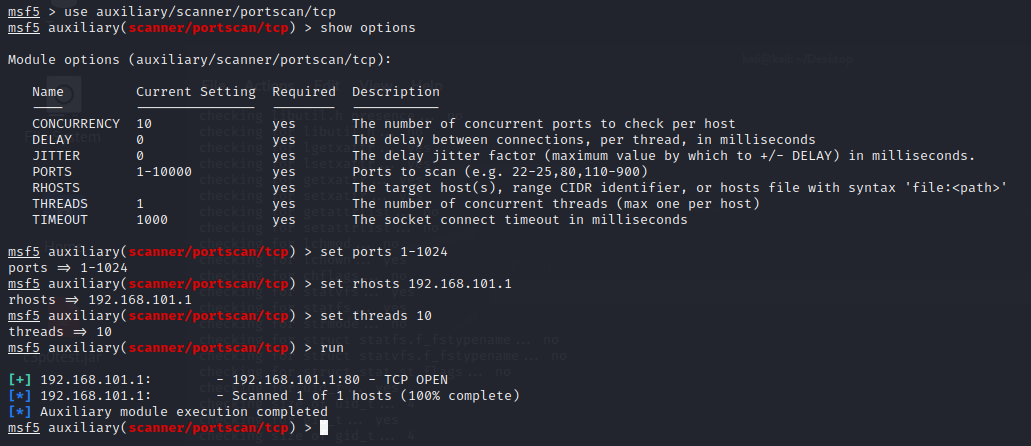 msf5 > use auxiliary/scanner/portscan/tcp
msf5 auxiliary(scanner/portscan/tcp) > show options
Module options (auxiliary/scanner/portscan/tcp):
Name Current Setting Required Description
---- --------------- -------- -----------
CONCURRENCY 10 yes The number of concurrent ports to check per host
DELAY 0 yes The delay between connections, per thread, in milliseconds
JITTER 0 yes The delay jitter factor (maximum value by which to +/- DELAY) in milliseconds.
PORTS 1-10000 yes Ports to scan (e.g. 22-25,80,110-900)
RHOSTS yes The target host(s), range CIDR identifier, or hosts file with syntax 'file:<path>'
THREADS 1 yes The number of concurrent threads (max one per host)
TIMEOUT 1000 yes The socket connect timeout in milliseconds
msf5 auxiliary(scanner/portscan/tcp) > set ports 1-1024
ports => 1-1024
msf5 auxiliary(scanner/portscan/tcp) > set rhosts 192.168.101.1
rhosts => 192.168.101.1
msf5 auxiliary(scanner/portscan/tcp) > set threads 10
threads => 10
msf5 auxiliary(scanner/portscan/tcp) > run
[+] 192.168.101.1: - 192.168.101.1:80 - TCP OPEN
[*] 192.168.101.1: - Scanned 1 of 1 hosts (100% complete)
[*] Auxiliary module execution completed
msf5 auxiliary(scanner/portscan/tcp) >